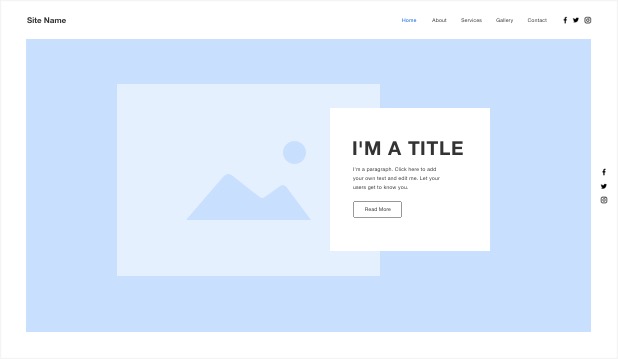 Site Name
Home About Services Gallery Contact
I'M A TITLE
I'm a paragraph. Click here to add
your own text and edit me. Let your
users get to know you.
Read More